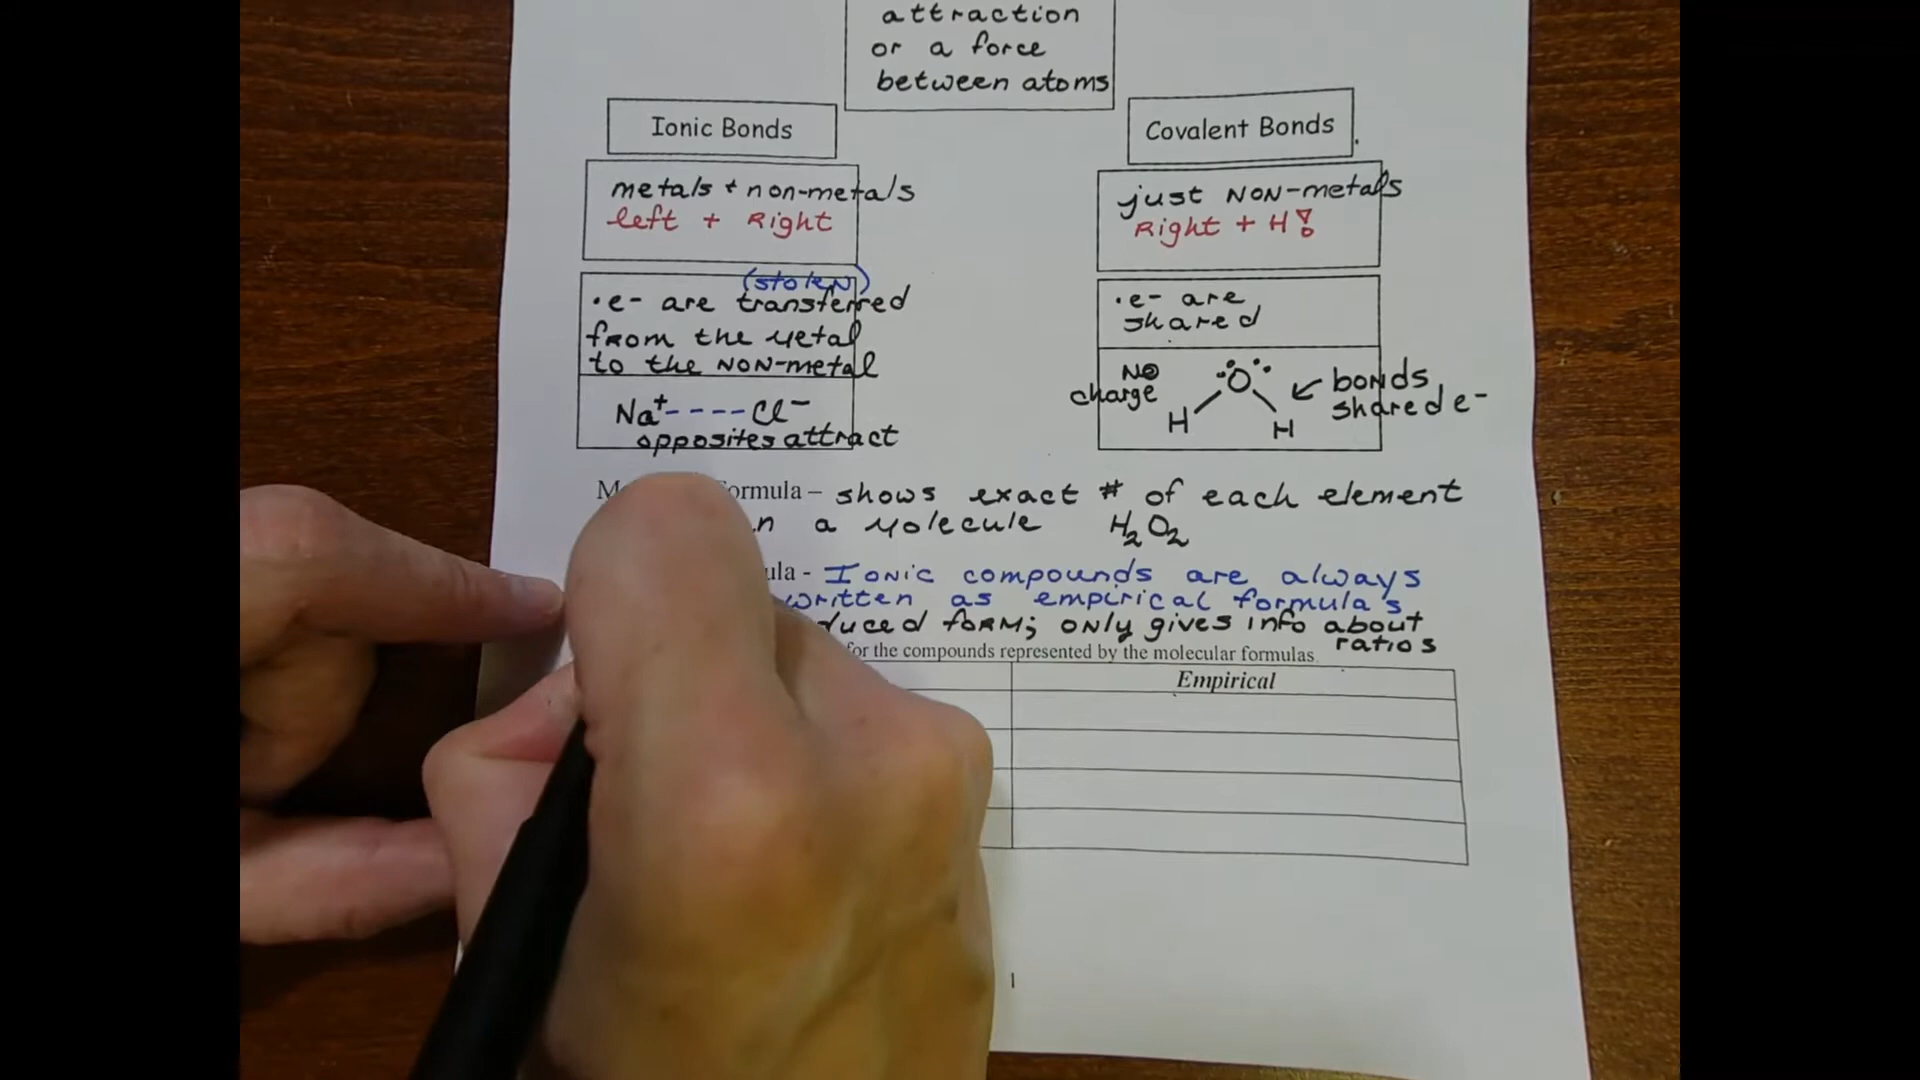 attraction
or a force
between atoms
Ionic Bonds
metals + non-metals
left + Right
(stolen)
•e- are transferred
from the metal
to the NON-metal
Na+----Cl-
opposites attract
Covalent Bonds
just NON-metals
Right + H!
•e- are
shared
NO
charge
O
H
H
bonds
shared e-
Formula – shows exact # of each element
a molecule H2O2
- Ionic compounds are always
written as empirical formula's
form; only gives info about
ratios
for the compounds represented by the molecular formulas.
Empirical
1